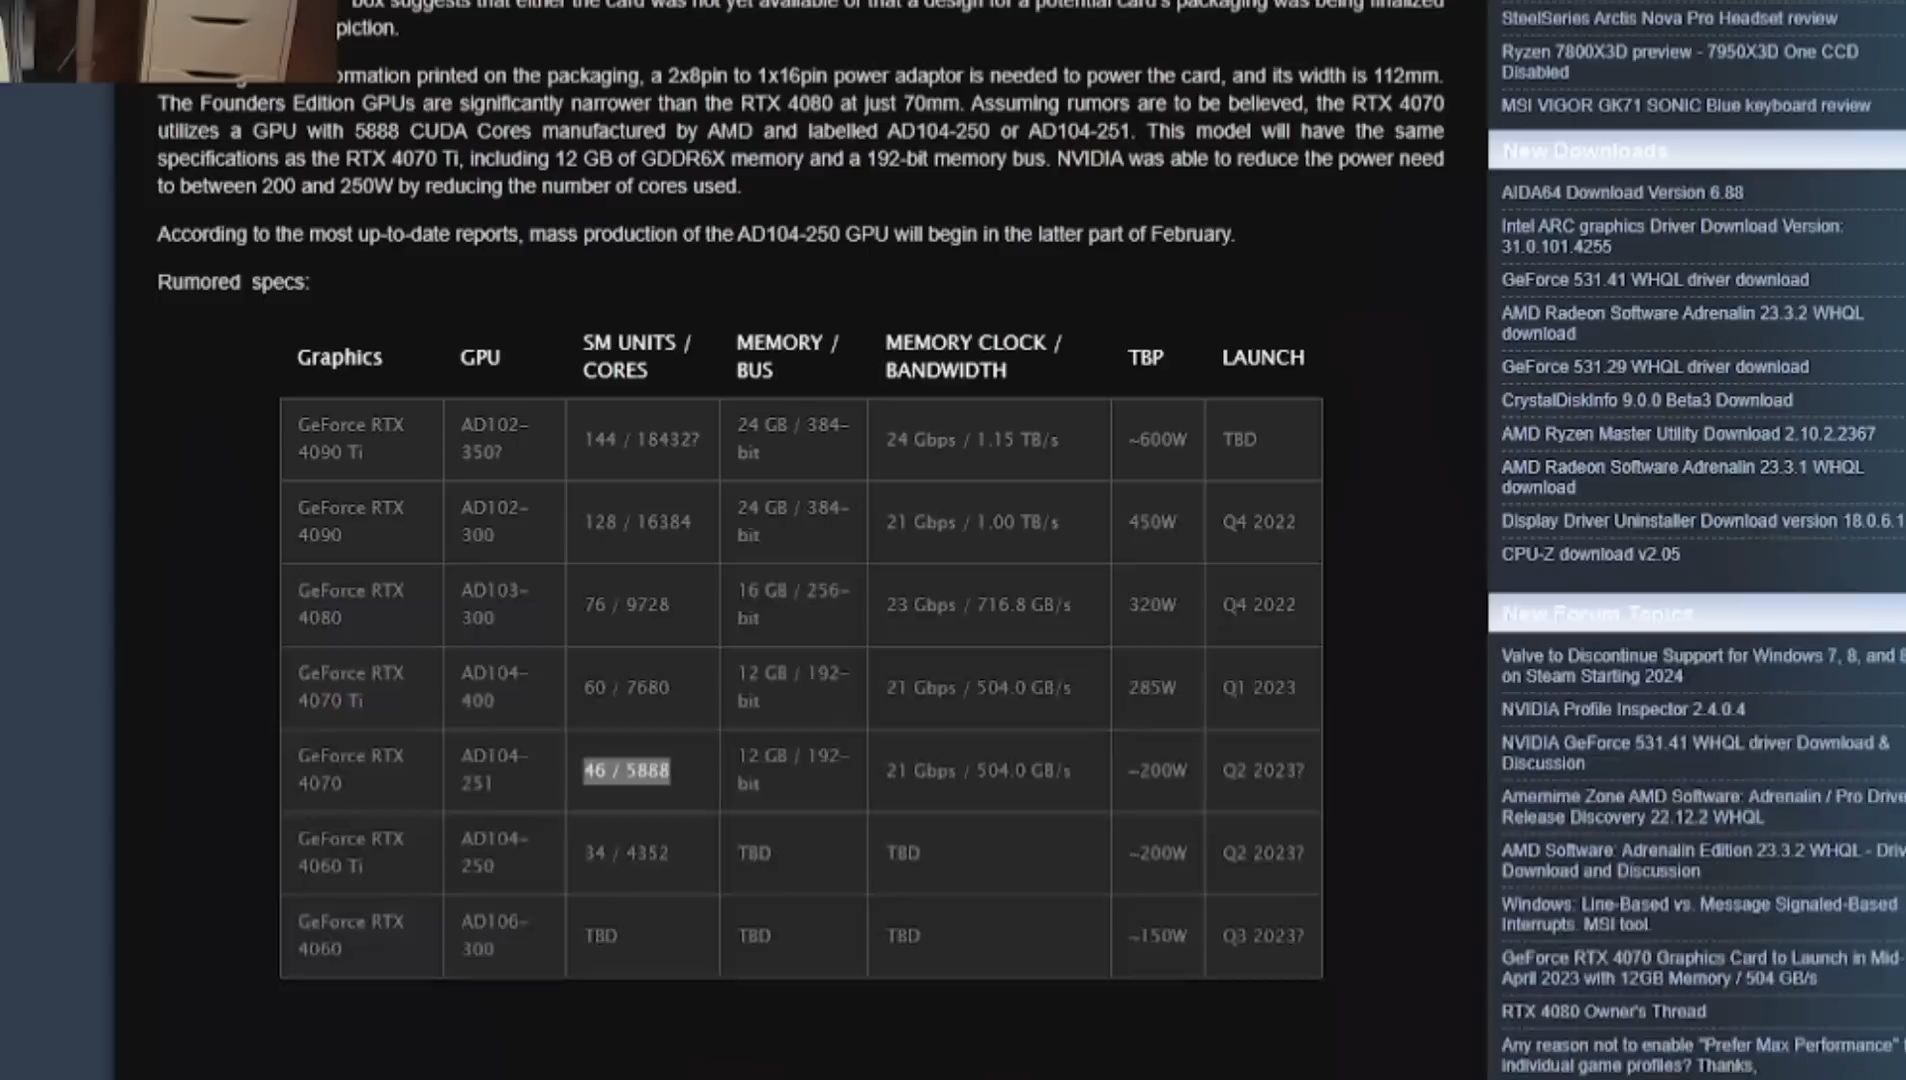 box suggests that either the card was not yet available or that a design for a potential card's packaging was being finalized
piction.
ormation printed on the packaging, a 2x8pin to 1x16pin power adaptor is needed to power the card, and its width is 112mm.
The Founders Edition GPUs are significantly narrower than the RTX 4080 at just 70mm. Assuming rumors are to be believed, the RTX 4070
utilizes a GPU with 5888 CUDA Cores manufactured by AMD and labelled AD104-250 or AD104-251. This model will have the same
specifications as the RTX 4070 Ti, including 12 GB of GDDR6X memory and a 192-bit memory bus. NVIDIA was able to reduce the power need
to between 200 and 250W by reducing the number of cores used.
According to the most up-to-date reports, mass production of the AD104-250 GPU will begin in the latter part of February.
Rumored specs:
Graphics GPU SM UNITS / CORES MEMORY / BUS MEMORY CLOCK / BANDWIDTH TBP LAUNCH
GeForce RTX 4090 Ti AD102-350? 144 / 18432? 24 GB / 384-bit 24 Gbps / 1.15 TB/s ~600W TBD
GeForce RTX 4090 AD102-300 128 / 16384 24 GB / 384-bit 21 Gbps / 1.00 TB/s 450W Q4 2022
GeForce RTX 4080 AD103-300 76 / 9728 16 GB / 256-bit 23 Gbps / 716.8 GB/s 320W Q4 2022
GeForce RTX 4070 Ti AD104-400 60 / 7680 12 GB / 192-bit 21 Gbps / 504.0 GB/s 285W Q1 2023
GeForce RTX 4070 AD104-251 46 / 5888 12 GB / 192-bit 21 Gbps / 504.0 GB/s ~200W Q2 2023?
GeForce RTX 4060 Ti AD104-250 34 / 4352 TBD TBD ~200W Q2 2023?
GeForce RTX 4060 AD106-300 TBD TBD TBD ~150W Q3 2023?
SteelSeries Arctis Nova Pro Headset review
Ryzen 7800X3D preview - 7950X3D One CCD
Disabled
MSI VIGOR GK71 SONIC Blue keyboard review
New Downloads
AIDA64 Download Version 6.88
Intel ARC graphics Driver Download Version:
31.0.101.4255
GeForce 531.41 WHQL driver download
AMD Radeon Software Adrenalin 23.3.2 WHQL
download
GeForce 531.29 WHQL driver download
CrystalDiskInfo 9.0.0 Beta3 Download
AMD Ryzen Master Utility Download 2.10.2.2367
AMD Radeon Software Adrenalin 23.3.1 WHQL
download
Display Driver Uninstaller Download version 18.0.6.1
CPU-Z download v2.05
New Forum Topics
Valve to Discontinue Support for Windows 7, 8, and 8
on Steam Starting 2024
NVIDIA Profile Inspector 2.4.0.4
NVIDIA GeForce 531.41 WHQL driver Download &
Discussion
Amernime Zone AMD Software: Adrenalin / Pro Drive
Release Discovery 22.12.2 WHQL
AMD Software: Adrenalin Edition 23.3.2 WHQL - Driv
Download and Discussion
Windows: Line-Based vs. Message Signaled-Based
Interrupts. MSI tool.
GeForce RTX 4070 Graphics Card to Launch in Mid-
April 2023 with 12GB Memory / 504 GB/s
RTX 4080 Owner's Thread
Any reason not to enable "Prefer Max Performance" f
individual game profiles? Thanks,